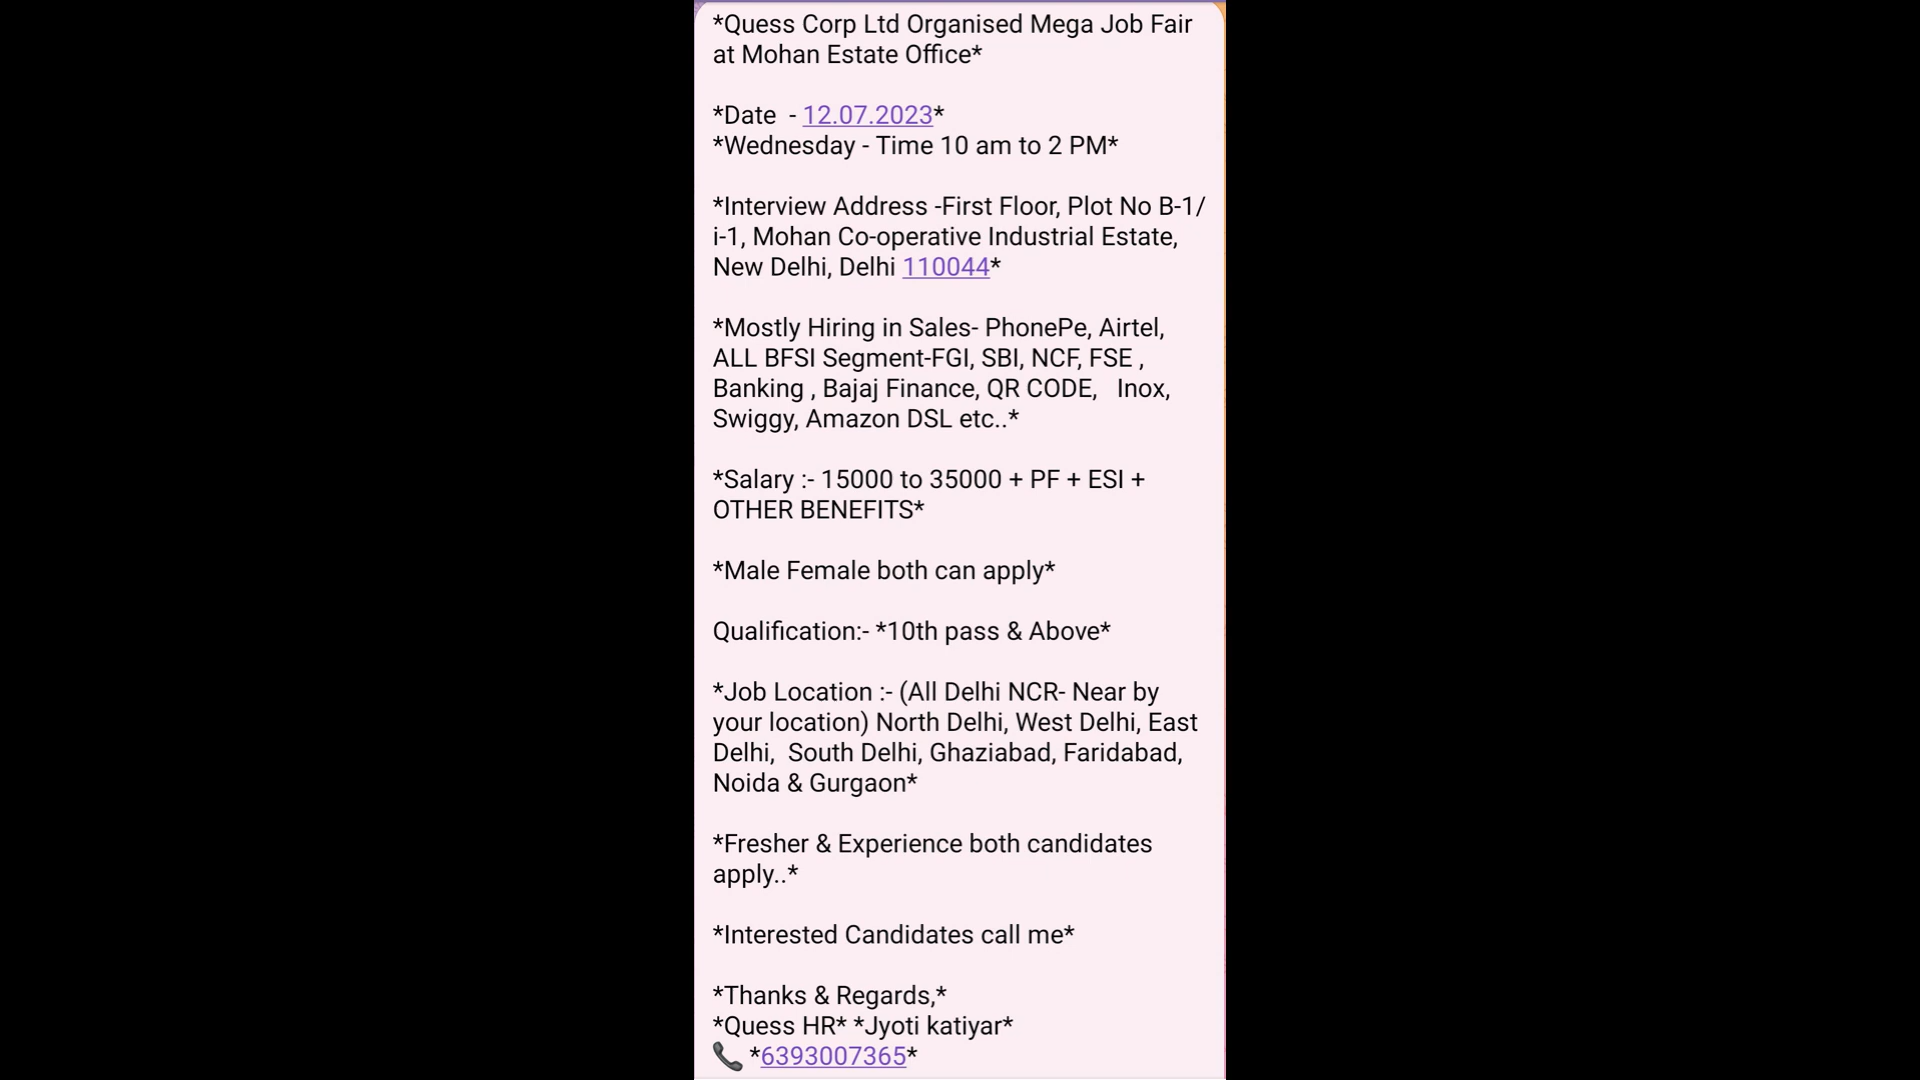 *Quess Corp Ltd Organised Mega Job Fair
at Mohan Estate Office*
*Date  - 12.07.2023*
*Wednesday - Time 10 am to 2 PM*
*Interview Address -First Floor, Plot No B-1/
i-1, Mohan Co-operative Industrial Estate,
New Delhi, Delhi 110044*
*Mostly Hiring in Sales- PhonePe, Airtel,
ALL BFSI Segment-FGI, SBI, NCF, FSE ,
Banking , Bajaj Finance, QR CODE,   Inox,
Swiggy, Amazon DSL etc..*
*Salary :- 15000 to 35000 + PF + ESI +
OTHER BENEFITS*
*Male Female both can apply*
Qualification:- *10th pass & Above*
*Job Location :- (All Delhi NCR- Near by
your location) North Delhi, West Delhi, East
Delhi,  South Delhi, Ghaziabad, Faridabad,
Noida & Gurgaon*
*Fresher & Experience both candidates
apply..*
*Interested Candidates call me*
*Thanks & Regards,*
*Quess HR* *Jyoti katiyar*
📞 *6393007365*